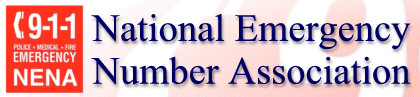 9-1-1
POLICE • MEDICAL • FIRE
EMERGENCY
NENA
National Emergency
Number Association